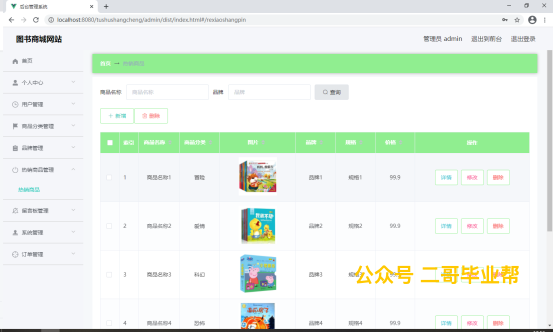 后台管理系统
localhost:8080/tushushangcheng/admin/dist/index.html#/rexiaoshangpin
图书商城网站
管理员 admin 退出到前台 退出登录
首页
个人中心
用户管理
商品分类管理
品牌管理
热销商品管理
热销商品
留言板管理
系统管理
订单管理
首页 热销商品
商品名称 商品名称 品牌 品牌 查询
+ 新增 删除
索引 商品名称 商品分类 图片 品牌 规格 价格 操作
1 商品名称1 冒险 品牌1 规格1 99.9 详情 修改 删除
2 商品名称2 爱情 品牌2 规格2 99.9 详情 修改 删除
3 商品名称3 科幻 品牌3 99.9 详情 修改 删除
4 商品名称4 恐怖 品牌4 规格4 99.9 详情 修改 删除
公众号 二哥毕业帮